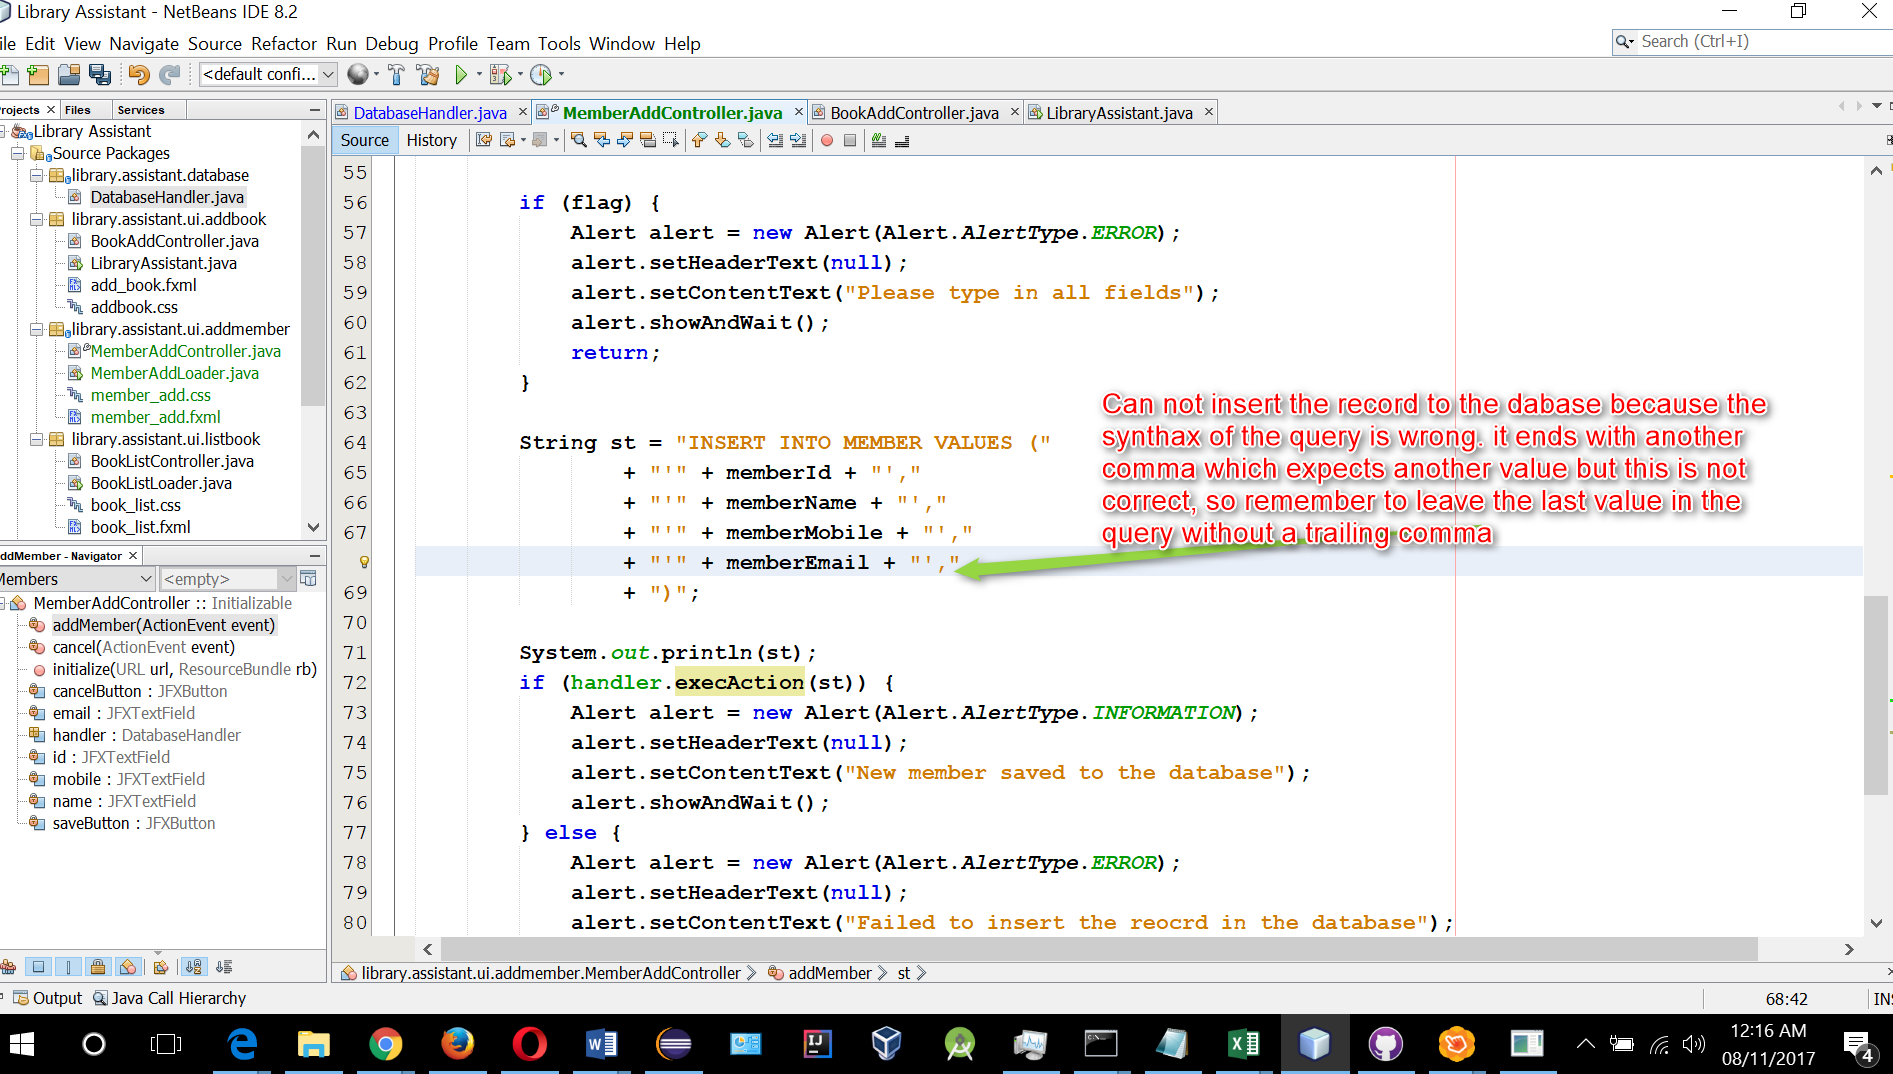 Library Assistant - NetBeans IDE 8.2
ile Edit View Navigate Source Refactor Run Debug Profile Team Tools Window Help
Search (Ctrl+I)
<default confi...
rojects Files Services
Library Assistant
Source Packages
library.assistant.database
DatabaseHandler.java
library.assistant.ui.addbook
BookAddController.java
LibraryAssistant.java
add_book.fxml
addbook.css
library.assistant.ui.addmember
MemberAddController.java
MemberAddLoader.java
member_add.css
member_add.fxml
library.assistant.ui.listbook
BookListController.java
BookListLoader.java
book_list.css
book_list.fxml
ddMember - Navigator
Members <empty>
MemberAddController :: Initializable
addMember(ActionEvent event)
cancel(ActionEvent event)
initialize(URL url, ResourceBundle rb)
cancelButton : JFXButton
email : JFXTextField
handler : DatabaseHandler
id : JFXTextField
mobile : JFXTextField
name : JFXTextField
saveButton : JFXButton
DatabaseHandler.java MemberAddController.java BookAddController.java LibraryAssistant.java
Source History
55
56 if (flag) {
57 Alert alert = new Alert(Alert.AlertType.ERROR);
58 alert.setHeaderText(null);
59 alert.setContentText("Please type in all fields");
60 alert.showAndWait();
61 return;
62 }
63
64 String st = "INSERT INTO MEMBER VALUES ("
65 + "'" + memberId + "',"
66 + "'" + memberName + "',"
67 + "'" + memberMobile + "',"
+ "'" + memberEmail + "',"
69 + ")";
70
71 System.out.println(st);
72 if (handler.execAction(st)) {
73 Alert alert = new Alert(Alert.AlertType.INFORMATION);
74 alert.setHeaderText(null);
75 alert.setContentText("New member saved to the database");
76 alert.showAndWait();
77 } else {
78 Alert alert = new Alert(Alert.AlertType.ERROR);
79 alert.setHeaderText(null);
80 alert.setContentText("Failed to insert the reocrd in the database");
Can not insert the record to the dabase because the
synthax of the query is wrong. it ends with another
comma which expects another value but this is not
correct, so remember to leave the last value in the
query without a trailing comma
library.assistant.ui.addmember.MemberAddController addMember st
Output Java Call Hierarchy
68:42 INS
12:16 AM
08/11/2017
4